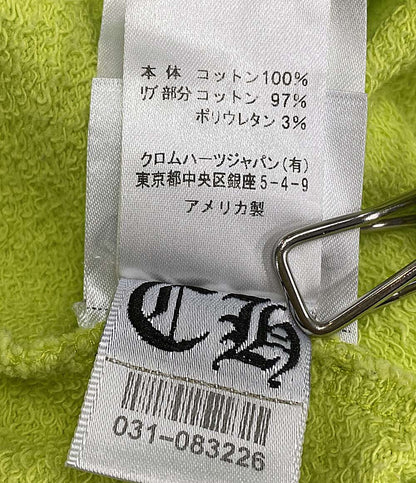 本体 コットン100%
リブ部分コットン 97%
ポリウレタン 3%
クロムハーツジャパン(有)
東京都中央区銀座5-4-9
アメリカ製
CH
031-083226